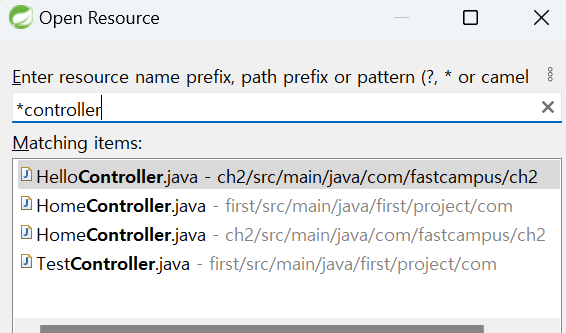 Open Resource
Enter resource name prefix, path prefix or pattern (?, * or camel
*controller
Matching items:
HelloController.java - ch2/src/main/java/com/fastcampus/ch2
HomeController.java - first/src/main/java/first/project/com
HomeController.java - ch2/src/main/java/com/fastcampus/ch2
TestController.java - first/src/main/java/first/project/com